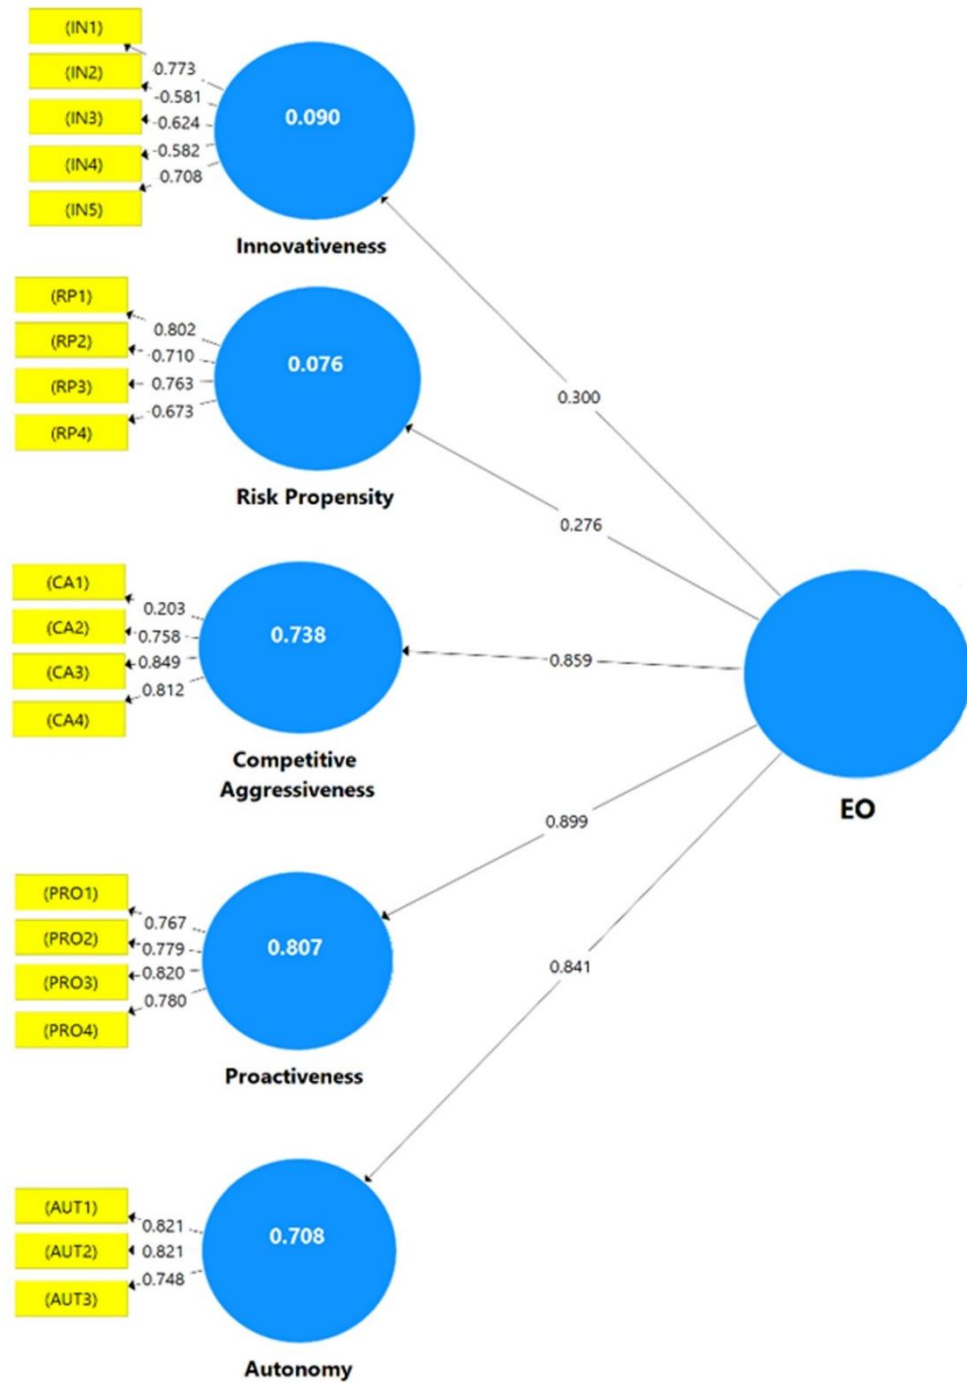 (IN1)
(IN2)
(IN3)
(IN4)
(IN5)
0.773
0.581
0.624
0.582
0.708
0.090
Innovativeness
(RP1)
(RP2)
(RP3)
(RP4)
0.802
0.710
0.763
0.673
0.076
Risk Propensity
(CA1)
(CA2)
(CA3)
(CA4)
0.203
0.758
0.849
0.812
0.738
Competitive
Aggressiveness
(PRO1)
(PRO2)
(PRO3)
(PRO4)
0.767
0.779
0.820
0.780
0.807
Proactiveness
(AUT1)
(AUT2)
(AUT3)
0.821
0.821
0.748
0.708
Autonomy
0.300
0.276
0.859
0.899
0.841
EO